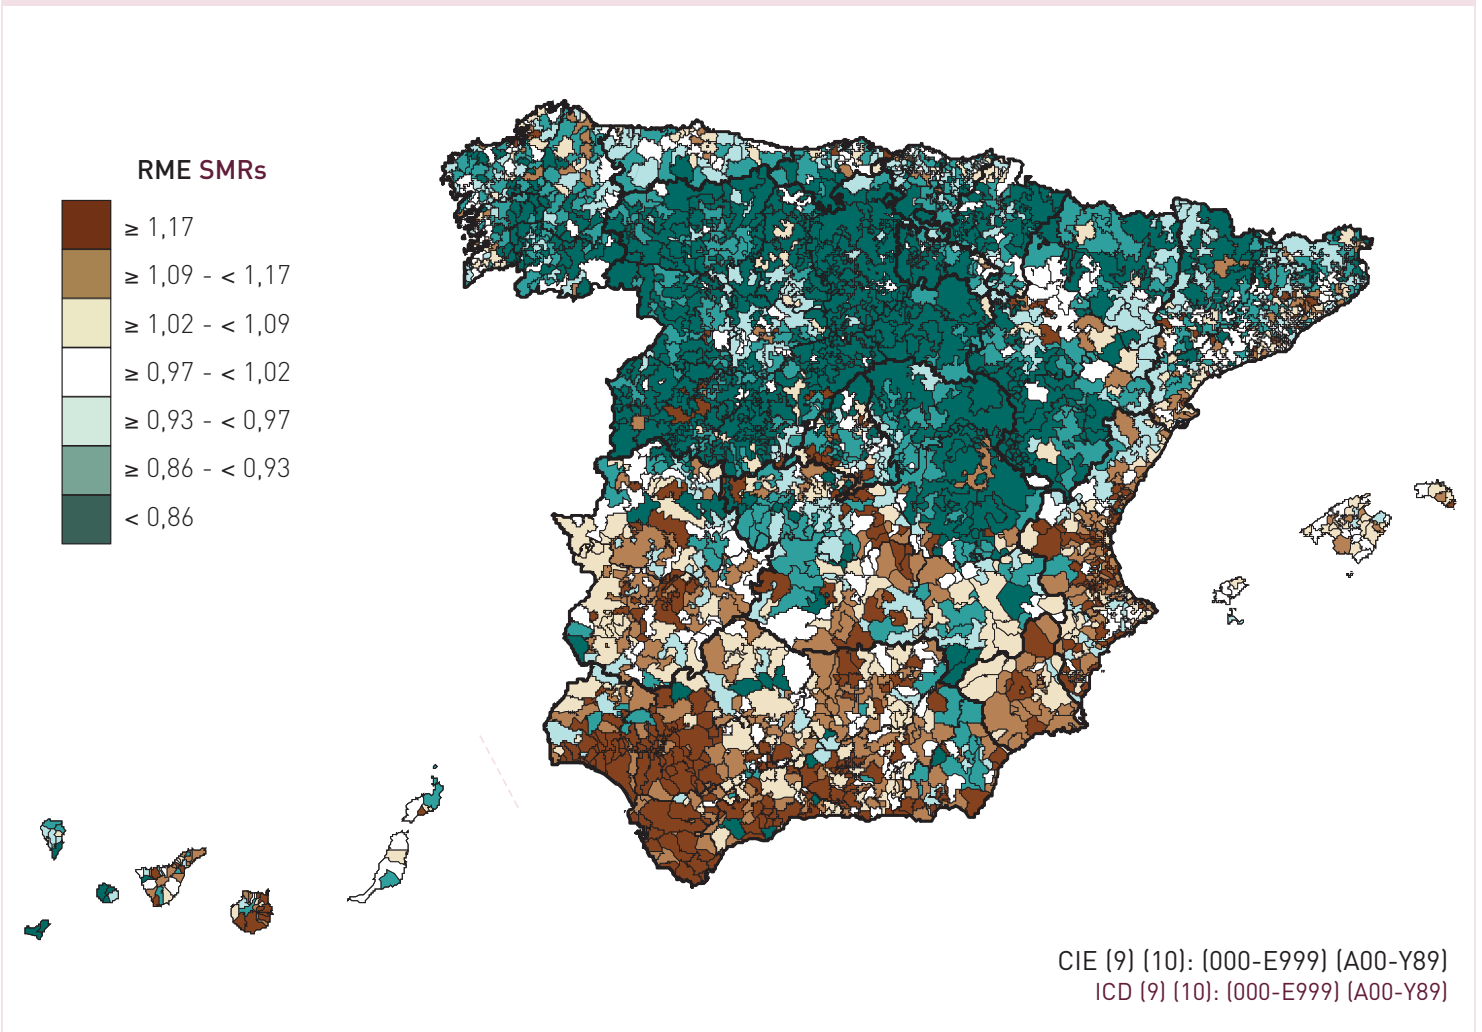 RME SMRs
≥ 1,17
≥ 1,09 - < 1,17
≥ 1,02 - < 1,09
≥ 0,97 - < 1,02
≥ 0,93 - < 0,97
≥ 0,86 - < 0,93
< 0,86
CIE (9) (10): (000-E999) (A00-Y89)
ICD (9) (10): (000-E999) (A00-Y89)